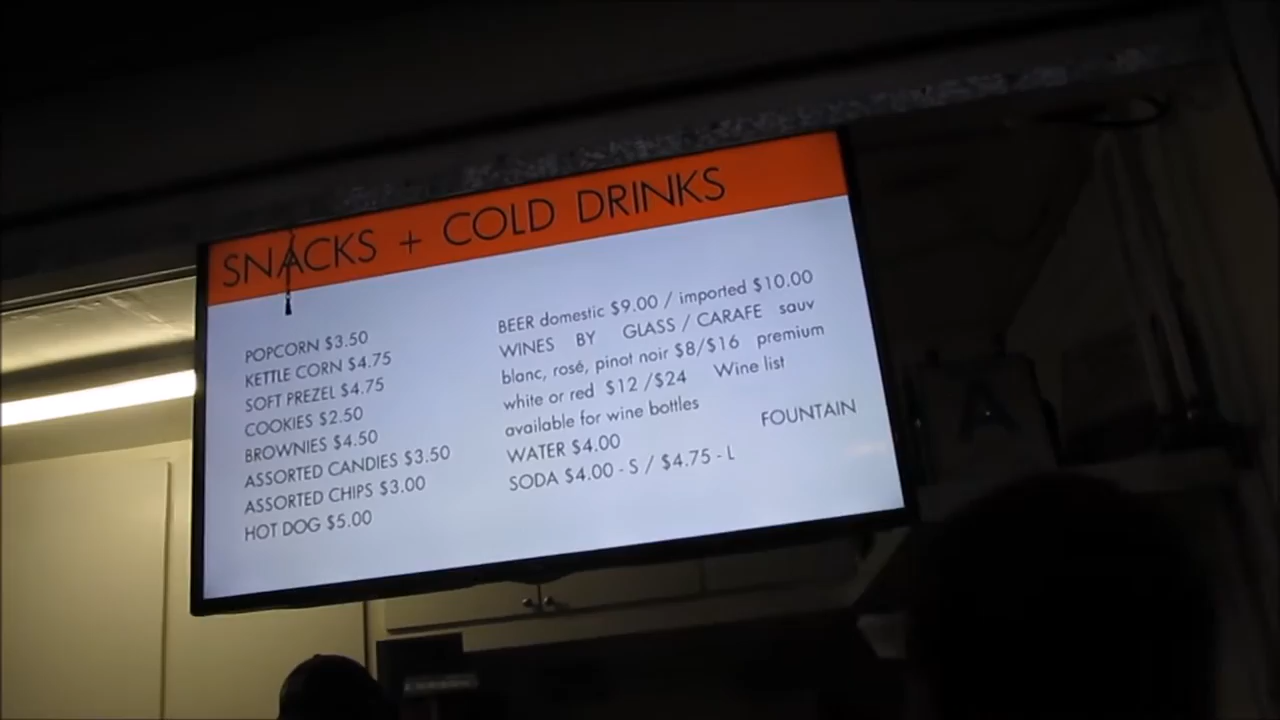 SNACKS + COLD DRINKS
POPCORN $3.50
KETTLE CORN $4.75
SOFT PREZEL $4.75
COOKIES $2.50
BROWNIES $4.50
ASSORTED CANDIES $3.50
ASSORTED CHIPS $3.00
HOT DOG $5.00
BEER domestic $9.00 / imported $10.00
WINES BY GLASS / CARAFE sauv
blanc, rosé, pinot noir $8/$16 premium
white or red $12 /$24 Wine list
available for wine bottles
WATER $4.00 FOUNTAIN
SODA $4.00 - S / $4.75 - L
A